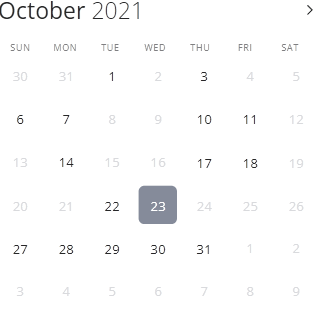 October 2021
SUN MON TUE WED THU FRI SAT
30 31 1 2 3 4 5
6 7 8 9 10 11 12
13 14 15 16 17 18 19
20 21 22 23 24 25 26
27 28 29 30 31 1 2
3 4 5 6 7 8 9